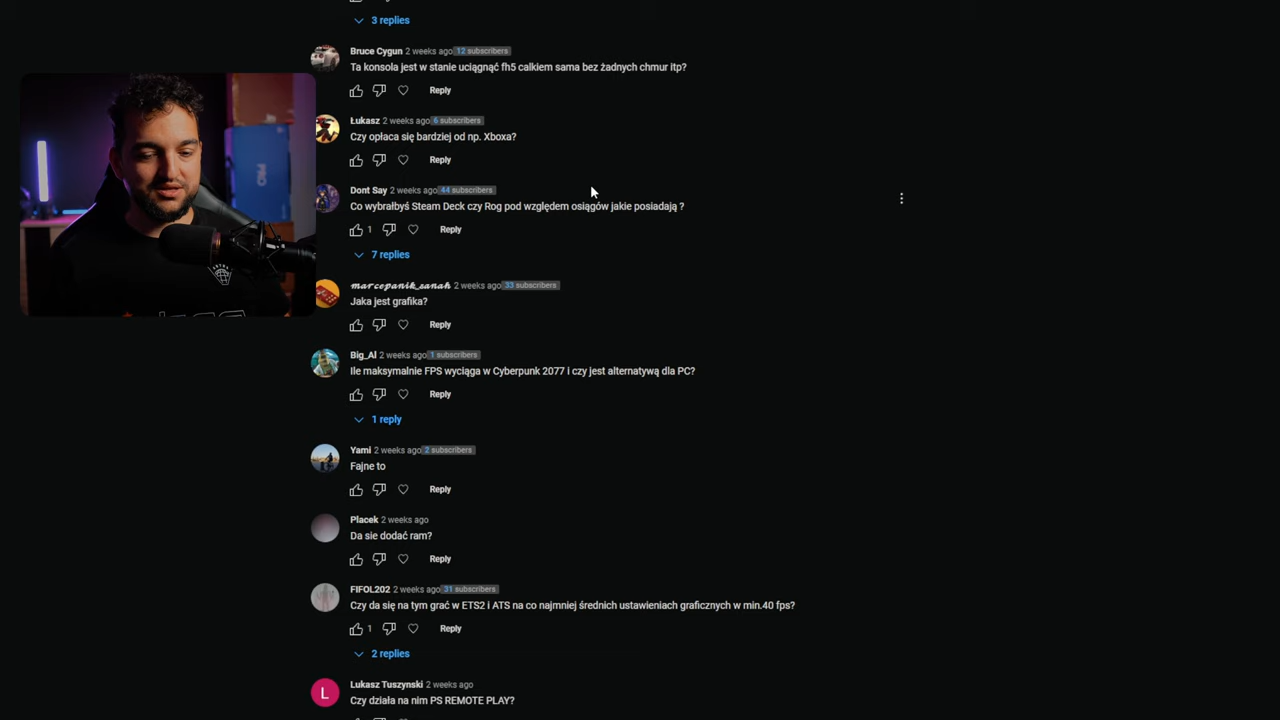 3 replies
Bruce Cygun 2 weeks ago 12 subscribers
Ta konsola jest w stanie uciągnąć fh5 calkiem sama bez żadnych chmur itp?
Reply
Łukasz 2 weeks ago 6 subscribers
Czy opłaca się bardziej od np. Xboxa?
Reply
Dont Say 2 weeks ago 44 subscribers
Co wybrałbyś Steam Deck czy Rog pod względem osiągów jakie posiadają ?
1 Reply
7 replies
𝓶𝓪𝓻𝓬𝓮𝓹𝓪𝓷𝓲𝓴_𝔃𝓪𝓷𝓪𝓱 2 weeks ago 33 subscribers
Jaka jest grafika?
Reply
Big_Al 2 weeks ago 1 subscribers
Ile maksymalnie FPS wyciąga w Cyberpunk 2077 i czy jest alternatywą dla PC?
Reply
1 reply
Yami 2 weeks ago 2 subscribers
Fajne to
Reply
Placek 2 weeks ago
Da sie dodać ram?
Reply
FIFOL202 2 weeks ago 31 subscribers
Czy da się na tym grać w ETS2 i ATS na co najmniej średnich ustawieniach graficznych w min.40 fps?
1 Reply
2 replies
L
Lukasz Tuszynski 2 weeks ago
Czy działa na nim PS REMOTE PLAY?